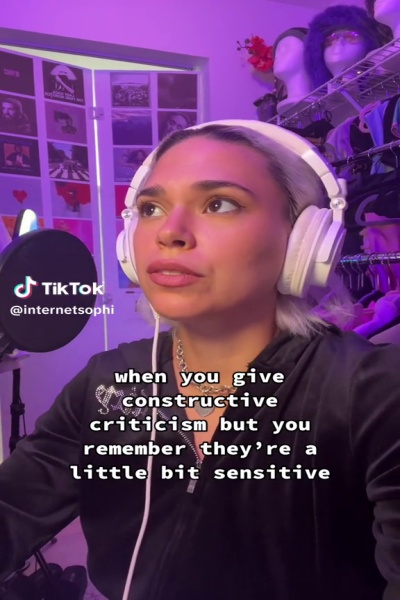 TikTok
@internetsophi
when you give
constructive
criticism but you
remember they're a
little bit sensitive